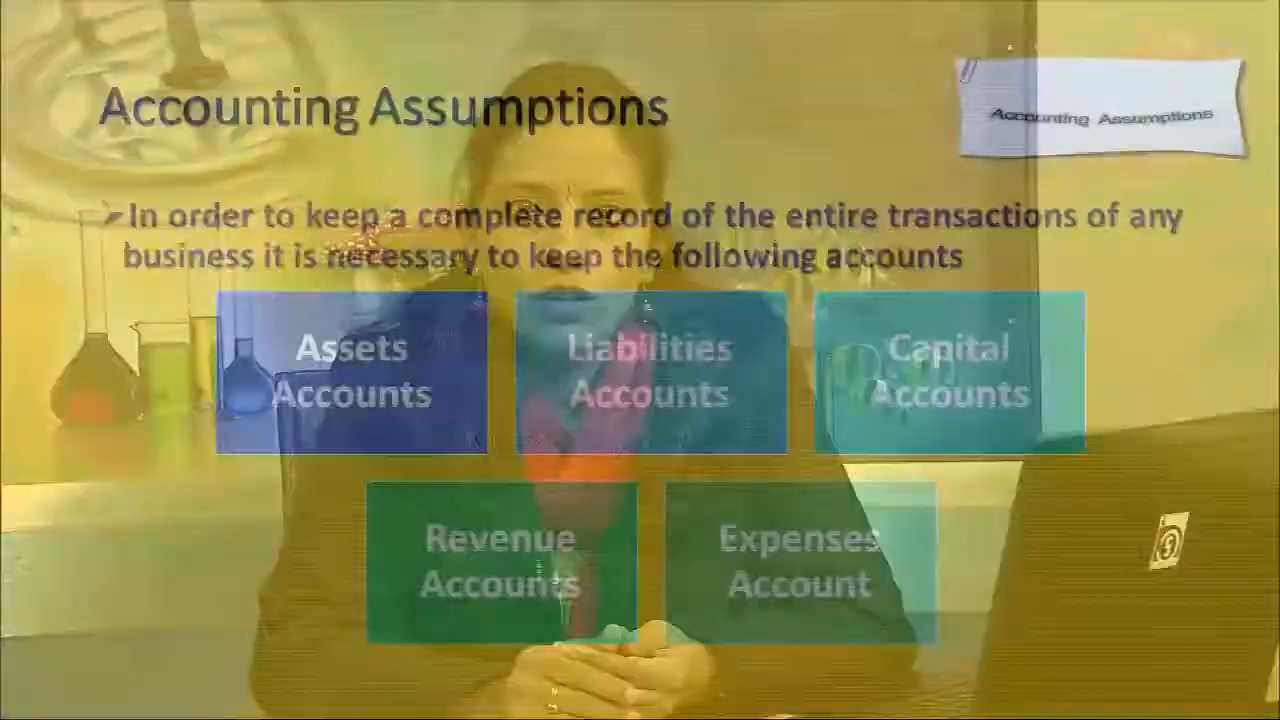 Accounting Assumptions
Accounting Assumptions
In order to keep a complete record of the entire transactions of any
business it is necessary to keep the following accounts
Assets
Accounts
Liabilities
Accounts
Capital
Accounts
Revenue
Accounts
Expenses
Account